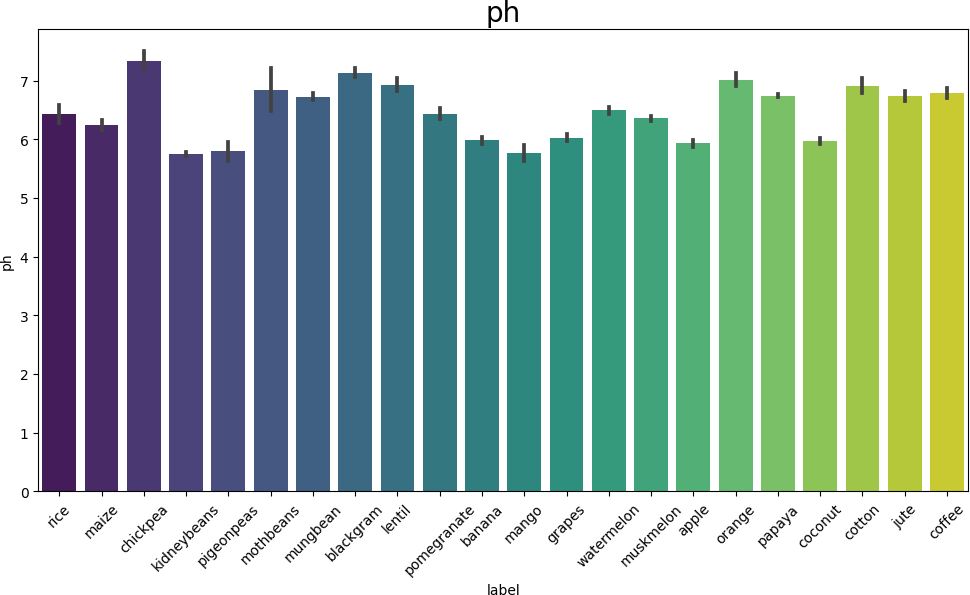 ph
ph
7
6
5
4
3
2
1
0
rice
maize
chickpea
kidneybeans
pigeonpeas
mothbeans
mungbean
blackgram
lentil
pomegranate
banana
mango
grapes
watermelon
muskmelon
apple
orange
papaya
coconut
cotton
jute
coffee
label